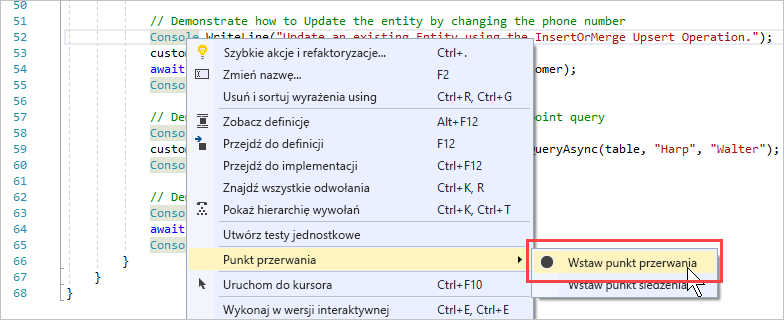 50
51 // Demonstrate how to Update the entity by changing the phone number
52 Console.WriteLine("Update an existing Entity using the InsertOrMerge Upsert Operation.");
53 custom
54 await omer);
55 Conso
56
57 // De oint query
58 Conso
59 custom ueryAsync(table, "Harp", "Walter");
60 Conso
61
62 // De
63 Conso
64 await
65 Conso
66 }
67 }
68 }
Szybkie akcje i refaktoryzacje... Ctrl+.
Zmień nazwę... F2
Usuń i sortuj wyrażenia using Ctrl+R, Ctrl+G
Zobacz definicję Alt+F12
Przejdź do definicji F12
Przejdź do implementacji Ctrl+F12
Znajdź wszystkie odwołania Ctrl+K, R
Pokaż hierarchię wywołań Ctrl+K, Ctrl+T
Utwórz testy jednostkowe
Punkt przerwania
Uruchom do kursora Ctrl+F10
Wykonaj w wersji interaktywnej Ctrl+E, Ctrl+E
Wstaw punkt przerwania
Wstaw punkt śledzenia